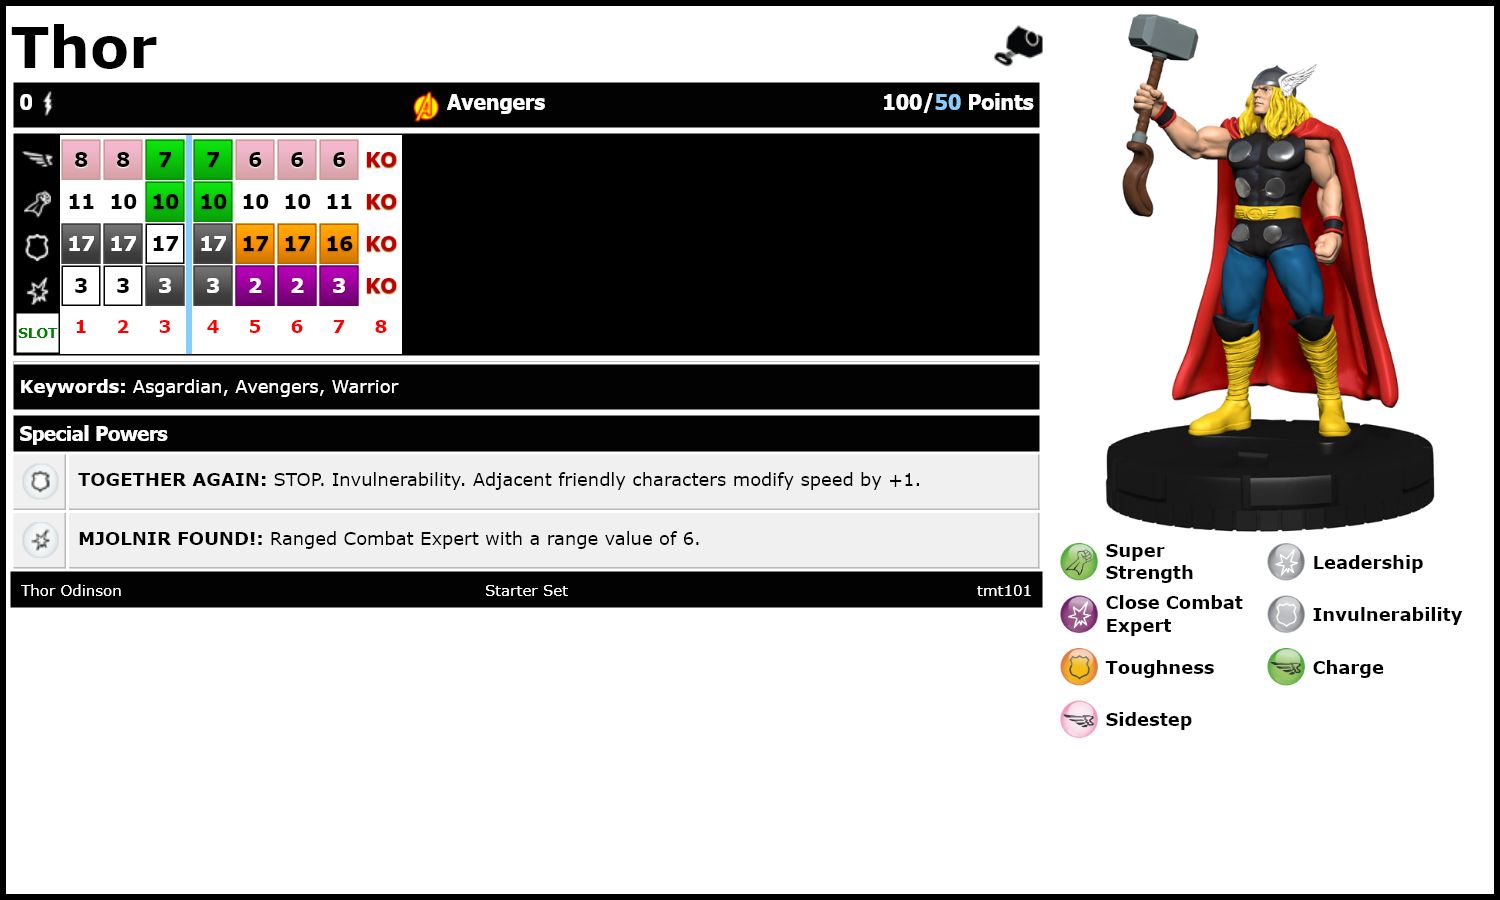 Thor
0 Avengers 100/50 Points
8 8 7 7 6 6 6 KO
11 10 10 10 10 10 11 KO
17 17 17 17 17 17 16 KO
3 3 3 3 2 2 3 KO
SLOT 1 2 3 4 5 6 7 8
Keywords: Asgardian, Avengers, Warrior
Special Powers
TOGETHER AGAIN: STOP. Invulnerability. Adjacent friendly characters modify speed by +1.
MJOLNIR FOUND!: Ranged Combat Expert with a range value of 6.
Thor Odinson Starter Set tmt101
Super
Strength
Leadership
Close Combat
Expert
Invulnerability
Toughness
Charge
Sidestep